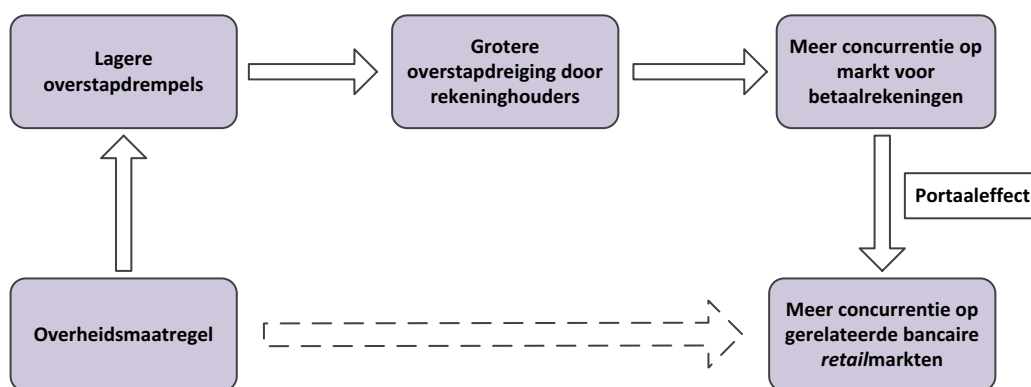 Lagere
overstapdrempels
Grotere
overstapdreiging door
rekeninghouders
Meer concurrentie op
markt voor
betaalrekeningen
Portaaleffect
Overheidsmaatregel
Meer concurrentie op
gerelateerde bancaire
retailmarkten